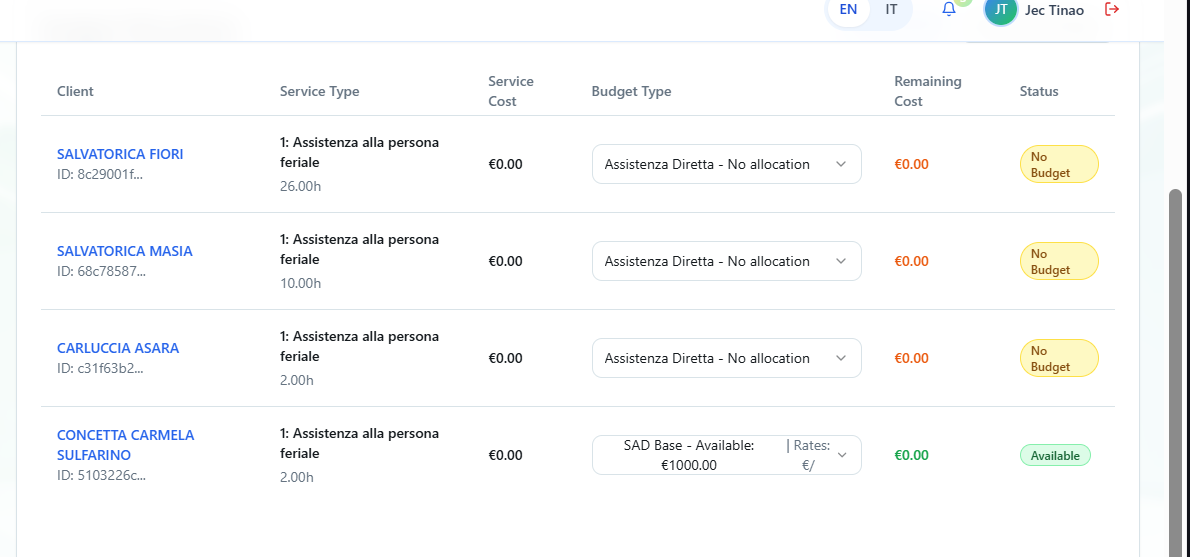 EN IT JT Jec Tinao
Client Service Type Service Cost Budget Type Remaining Cost Status
SALVATORICA FIORI
ID: 8c29001f...
1: Assistenza alla persona
feriale
26.00h
€0.00
Assistenza Diretta - No allocation
€0.00
No
Budget
SALVATORICA MASIA
ID: 68c78587...
1: Assistenza alla persona
feriale
10.00h
€0.00
Assistenza Diretta - No allocation
€0.00
No
Budget
CARLUCCIA ASARA
ID: c31f63b2...
1: Assistenza alla persona
feriale
2.00h
€0.00
Assistenza Diretta - No allocation
€0.00
No
Budget
CONCETTA CARMELA
SULFARINO
ID: 5103226c...
1: Assistenza alla persona
feriale
2.00h
€0.00
SAD Base - Available:
€1000.00
| Rates:
€/
€0.00
Available